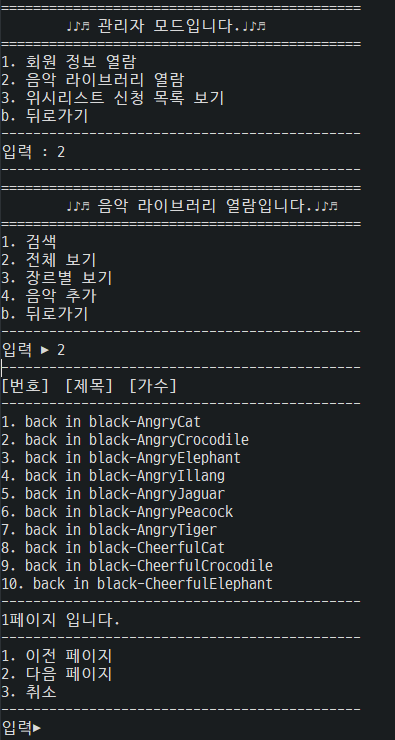 =============================================
♩♪♬ 관리자 모드입니다.♩♪♬
=============================================
1. 회원 정보 열람
2. 음악 라이브러리 열람
3. 위시리스트 신청 목록 보기
b. 뒤로가기
---------------------------------------------
입력 : 2
---------------------------------------------
=============================================
♩♪♬ 음악 라이브러리 열람입니다.♩♪♬
=============================================
1. 검색
2. 전체 보기
3. 장르별 보기
4. 음악 추가
b. 뒤로가기
---------------------------------------------
입력 ▶ 2
---------------------------------------------
[번호] [제목] [가수]
---------------------------------------------
1. back in black-AngryCat
2. back in black-AngryCrocodile
3. back in black-AngryElephant
4. back in black-AngryIllang
5. back in black-AngryJaguar
6. back in black-AngryPeacock
7. back in black-AngryTiger
8. back in black-CheerfulCat
9. back in black-CheerfulCrocodile
10. back in black-CheerfulElephant
---------------------------------------------
1페이지 입니다.
---------------------------------------------
1. 이전 페이지
2. 다음 페이지
3. 취소
---------------------------------------------
입력▶